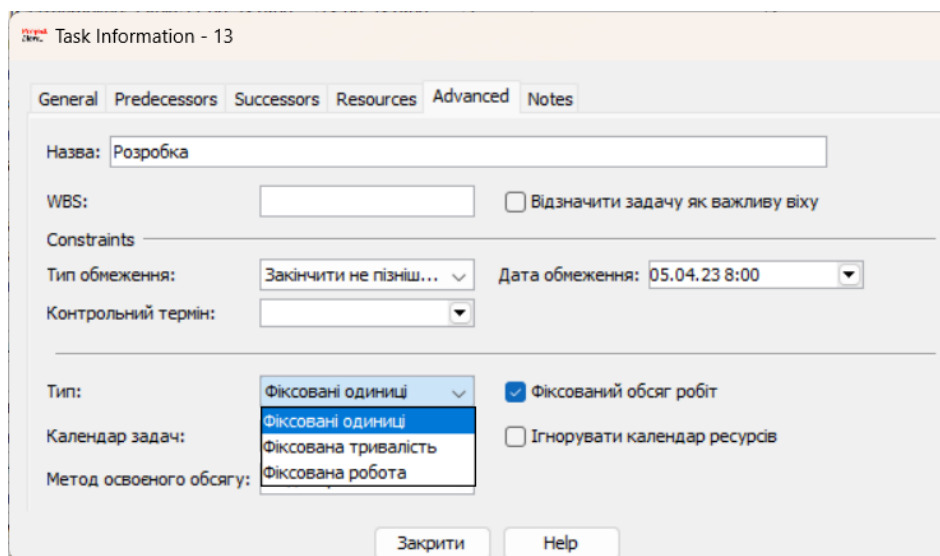 Task Information - 13
General Predecessors Successors Resources Advanced Notes
Назва: Розробка
WBS: Відзначити задачу як важливу віху
Constraints
Тип обмеження: Закінчити не пізніш... Дата обмеження: 05.04.23 8:00
Контрольний термін:
Тип: Фіксовані одиниці Фіксований обсяг робіт
Фіксовані одиниці
Календар задач: Фіксована тривалість Ігнорувати календар ресурсів
Фіксована робота
Метод освоєного обсягу:
Закрити Help